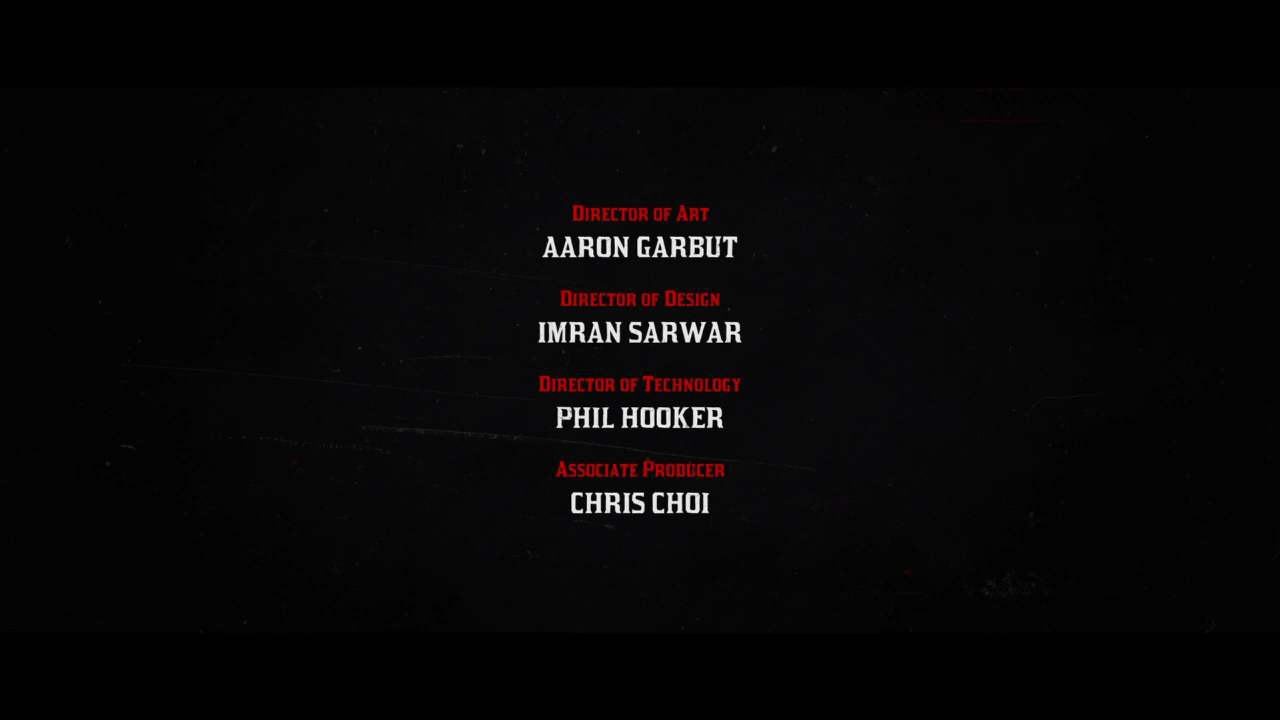 Director of Art
AARON GARBUT
Director of Design
IMRAN SARWAR
Director of Technology
PHIL HOOKER
Associate Producer
CHRIS CHOI